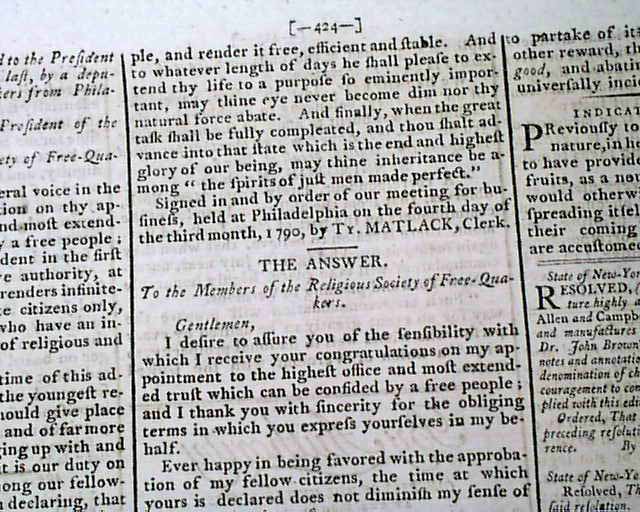 [—424—]
d to the President
last, by a depu-
kers from Phila-
President of the
ety of Free-Qua-
eral voice in the
tion on thy ap-
nd most extend-
y a free people ;
dent in the first
e authority, at
renders infinite-
e citizens only,
who have an in-
of religious and
time of this ad-
the youngest re-
hould give place
and of far more
ging up with and
t is our duty on
ong our fellow-
n declaring, that
ple, and render it free, efficient and stable. And
to whatever length of days he shall please to ex-
tend thy life to a purpose so eminently impor-
tant, may thine eye never become dim nor thy
natural force abate. And finally, when the great
task shall be fully compleated, and thou shalt ad-
vance into that state which is the end and highest
glory of our being, may thine inheritance be a-
mong " the spirits of just men made perfect."
Signed in and by order of our meeting for bu-
siness, held at Philadelphia on the fourth day of
the third month, 1790, by Ty. MATLACK, Clerk.
THE ANSWER.
To the Members of the Religious Society of Free-Qua-
kers.
Gentlemen,
I desire to assure you of the sensibility with
which I receive your congratulations on my ap-
pointment to the highest office and most extend-
ed trust which can be confided by a free people ;
and I thank you with sincerity for the obliging
terms in which you express yourselves in my be-
half.
Ever happy in being favored with the approba-
tion of my fellow-citizens, the time at which
yours is declared does not diminish my sense of
to partake of it
other reward, th
good, and abatin
universally inci
INDICA
PReviously to
nature, in he
to have provide
fruits, as a nou
would otherw
spreading itsel
their coming
are accustome
State of New-Yor
RESOLVED, (
ture highly
Allen and Campb
and manufactures
Dr. John Brown'
notes and annotatio
denomination of ch
couragement to con
plied with this edi
Ordered, That
preceding resoluti
rence. By
State of New-Yo
Resolved, Th
said resolution.